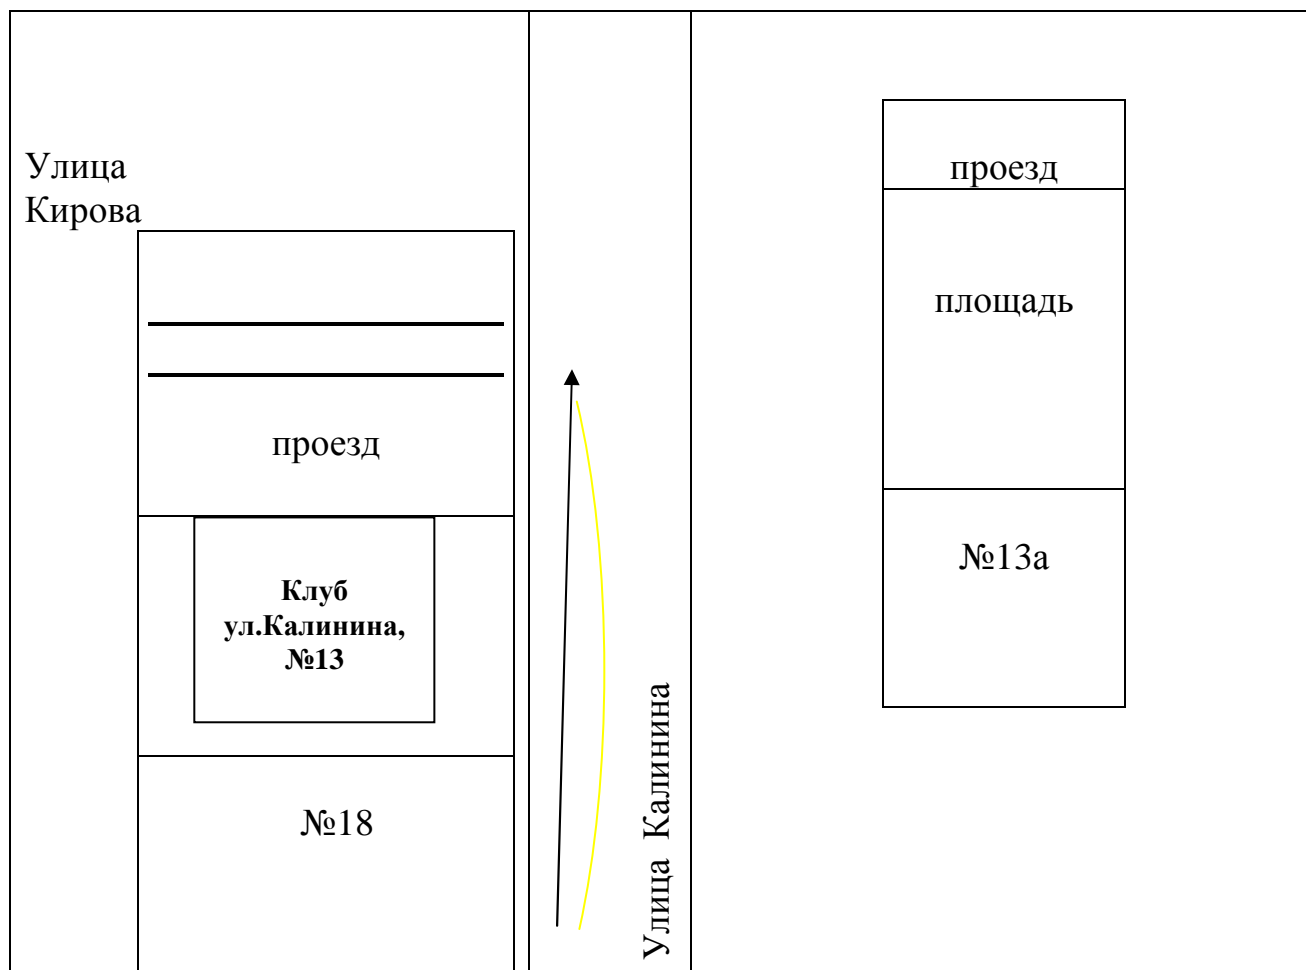 Улица
Кирова
проезд
Клуб
ул.Калинина,
№13
№18
Улица Калинина
проезд
площадь
№13а